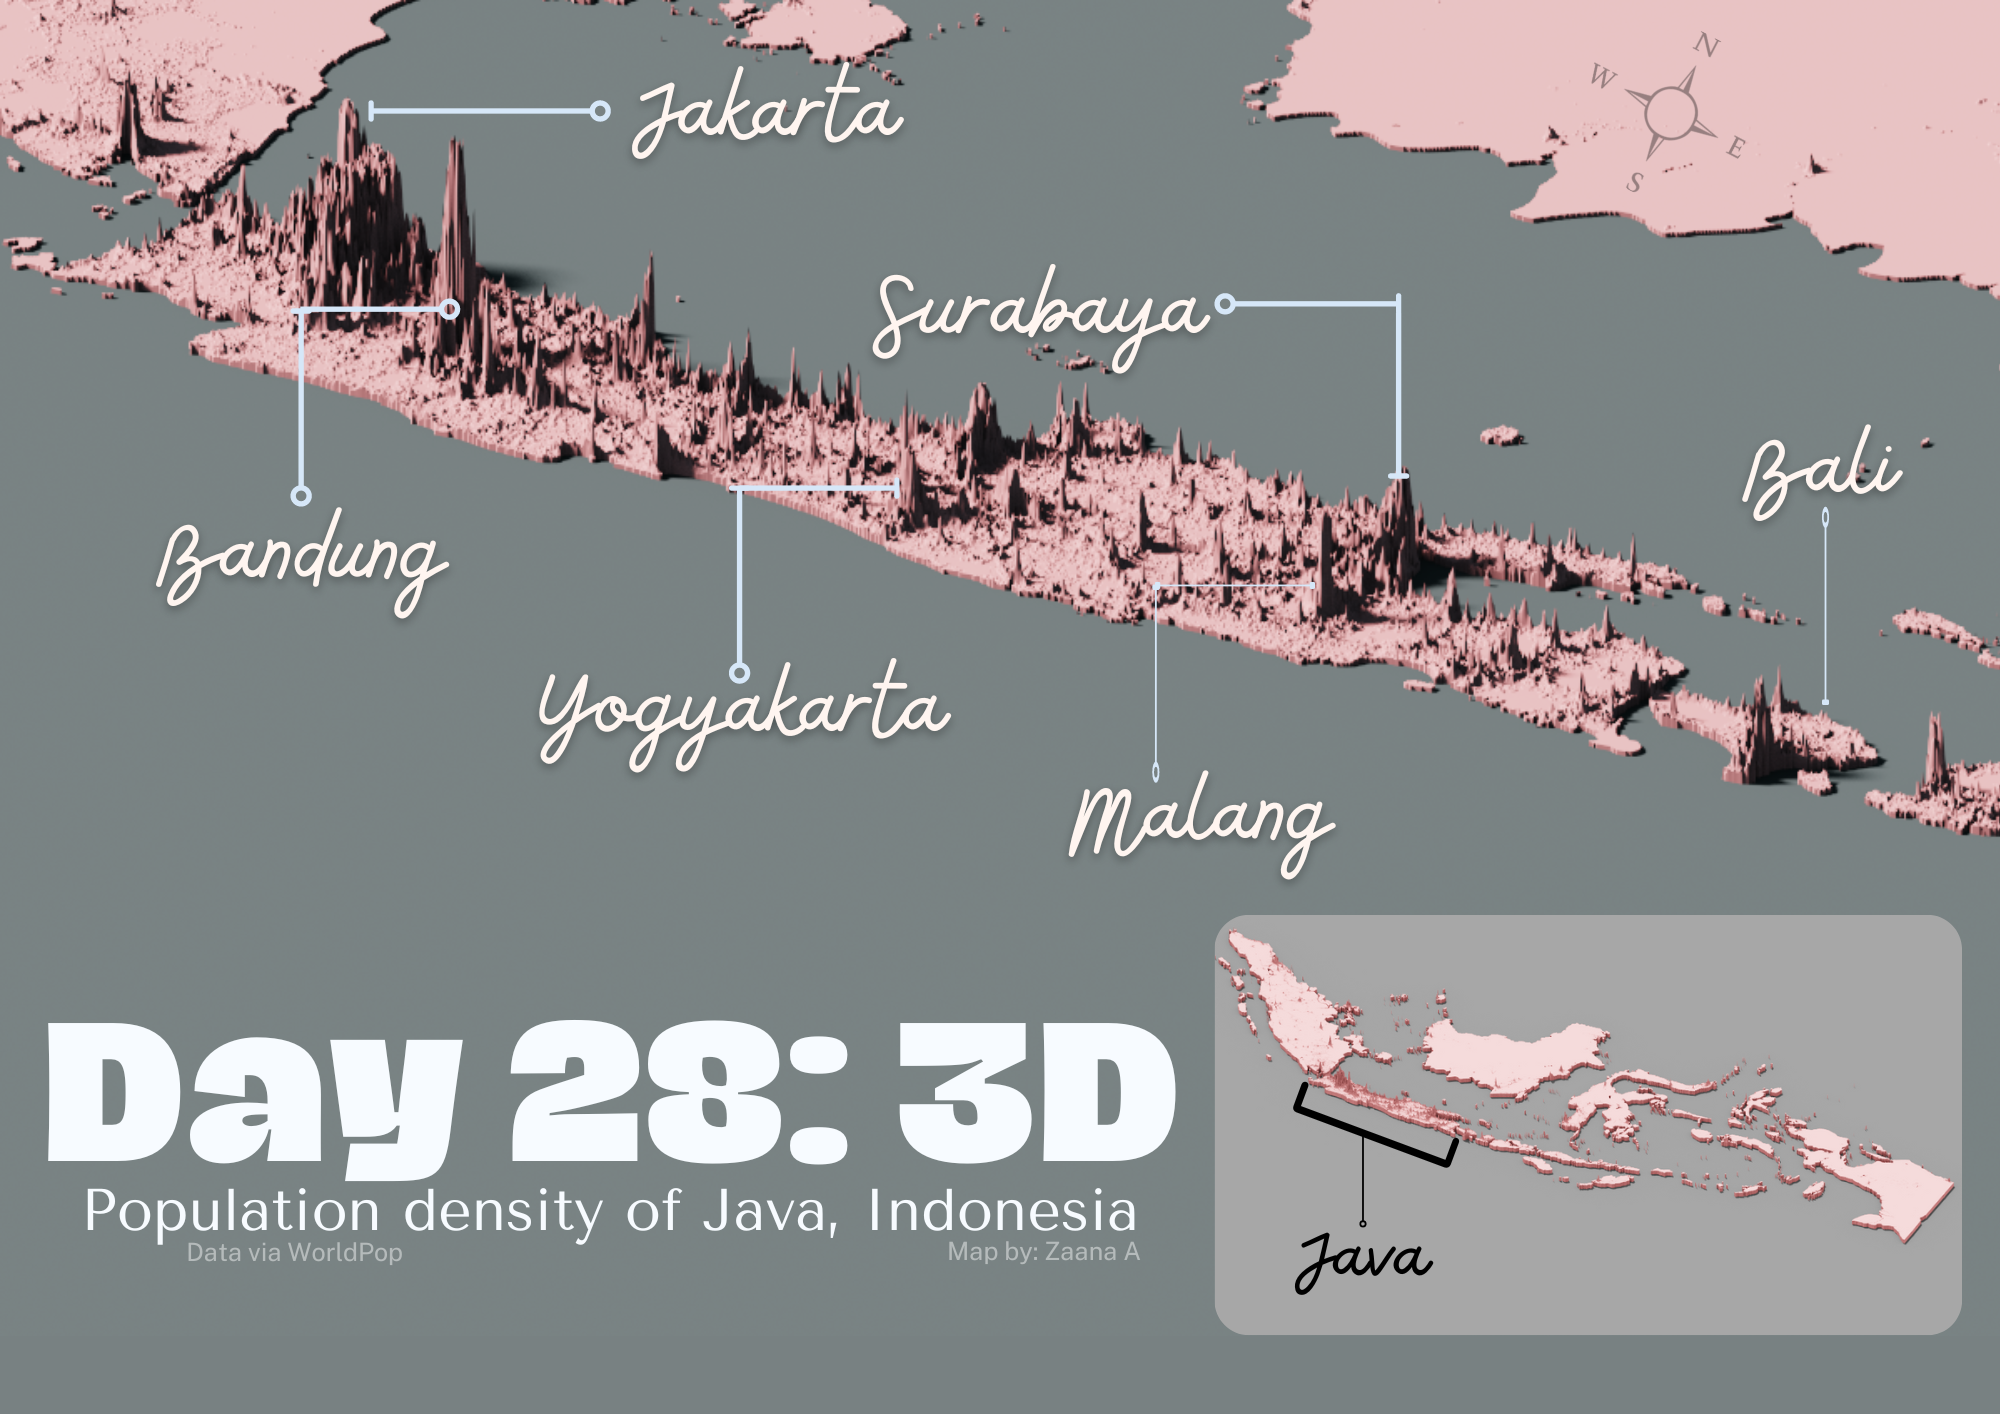 N
W
E
S
Jakarta
Surabaya
Bali
Bandung
Yogyakarta
Malang
Day 28: 3D
Population density of Java, Indonesia
Data via WorldPop
Map by: Zaana A
Java